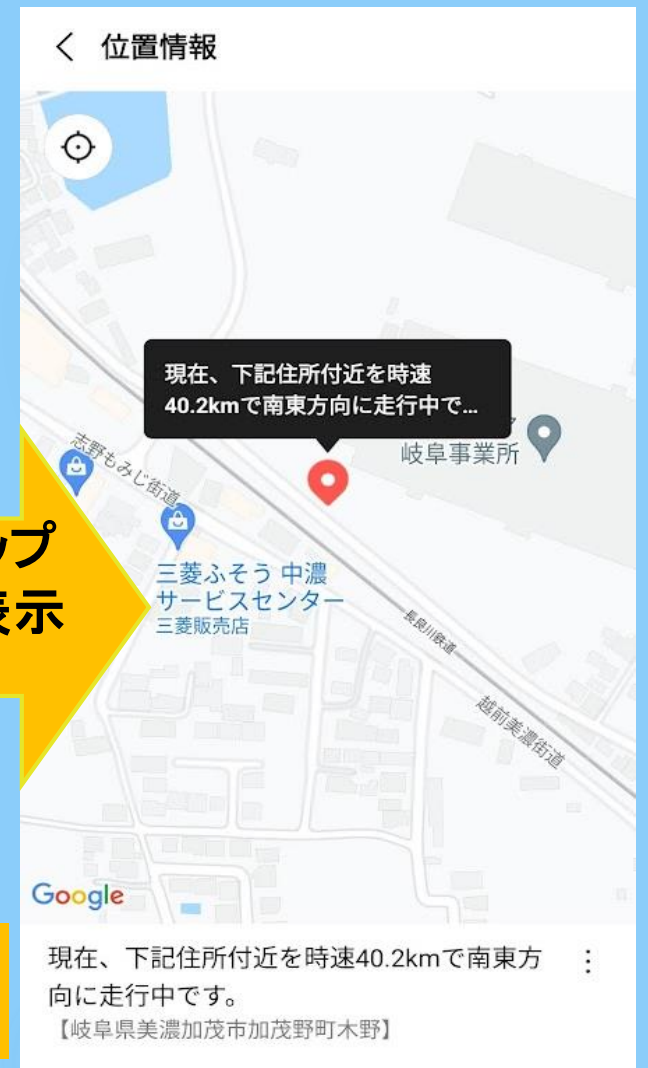 位置情報
現在、下記住所付近を時速
40.2kmで南東方向に走行中で...
岐阜事業所
志野もみじ街道
三菱ふそう 中濃
サービスセンター
三菱販売店
長良川鉄道
越前美濃街道
ップ
表示
Google
現在、下記住所付近を時速40.2kmで南東方
向に走行中です。
【岐阜県美濃加茂市加茂野町木野】